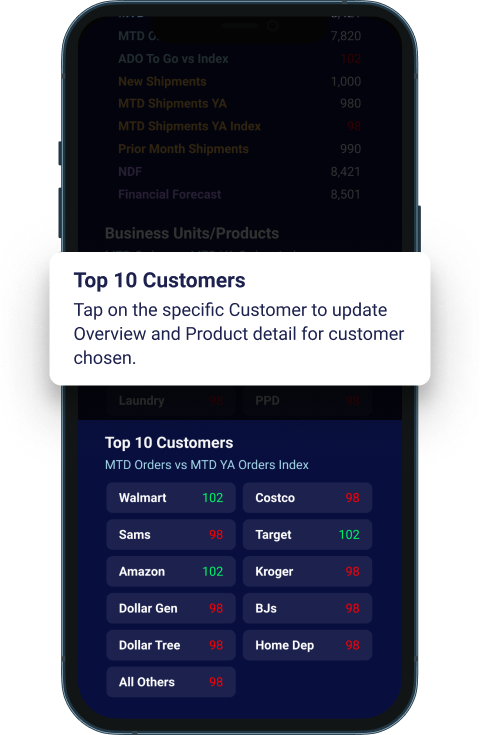 MTD
7,820
ADO To Go vs Index 102
New Shipments 1,000
MTD Shipments YA 980
MTD Shipments YA Index 98
Prior Month Shipments 990
NDF 8,421
Financial Forecast 8,501
Business Units/Products
Top 10 Customers
Tap on the specific Customer to update
Overview and Product detail for customer
chosen.
Laundry 98 PPD 98
Top 10 Customers
MTD Orders vs MTD YA Orders Index
Walmart 102 Costco 98
Sams 98 Target 102
Amazon 102 Kroger 98
Dollar Gen 98 BJs 98
Dollar Tree 98 Home Dep 98
All Others 98